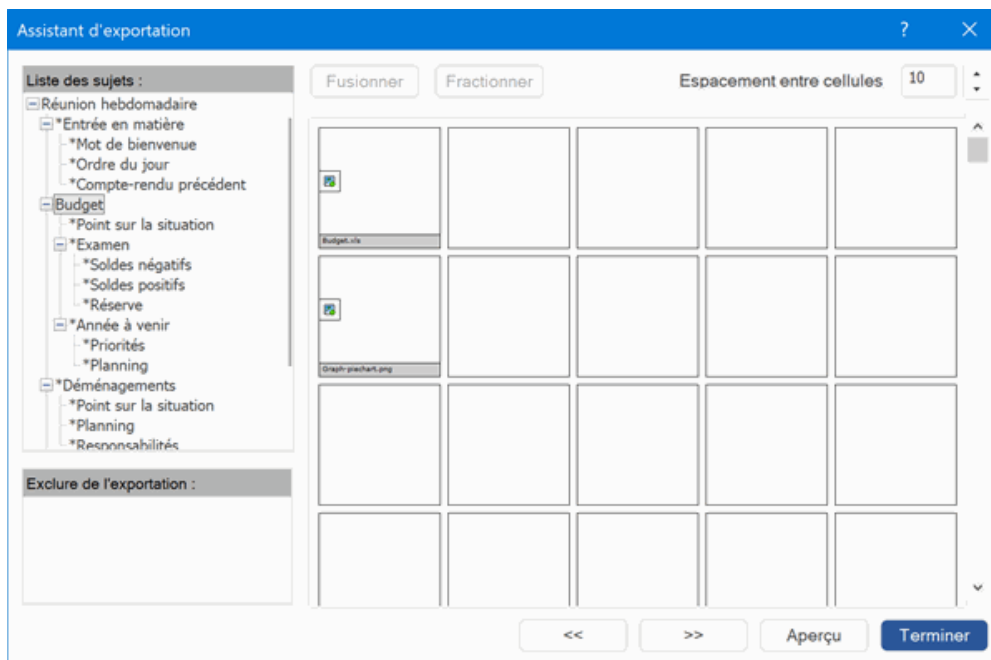 Assistant d'exportation
?
Liste des sujets :
Fusionner
Fractionner
Espacement entre cellules
10
Réunion hebdomadaire
*Entrée en matière
*Mot de bienvenue
*Ordre du jour
*Compte-rendu précédent
Budget
*Point sur la situation
*Examen
*Soldes négatifs
*Soldes positifs
*Réserve
*Année à venir
*Priorités
*Planning
*Déménagements
*Point sur la situation
*Planning
*Responsabilités
Budget.xls
Graph-piechart.png
Exclure de l'exportation :
<<
>>
Aperçu
Terminer